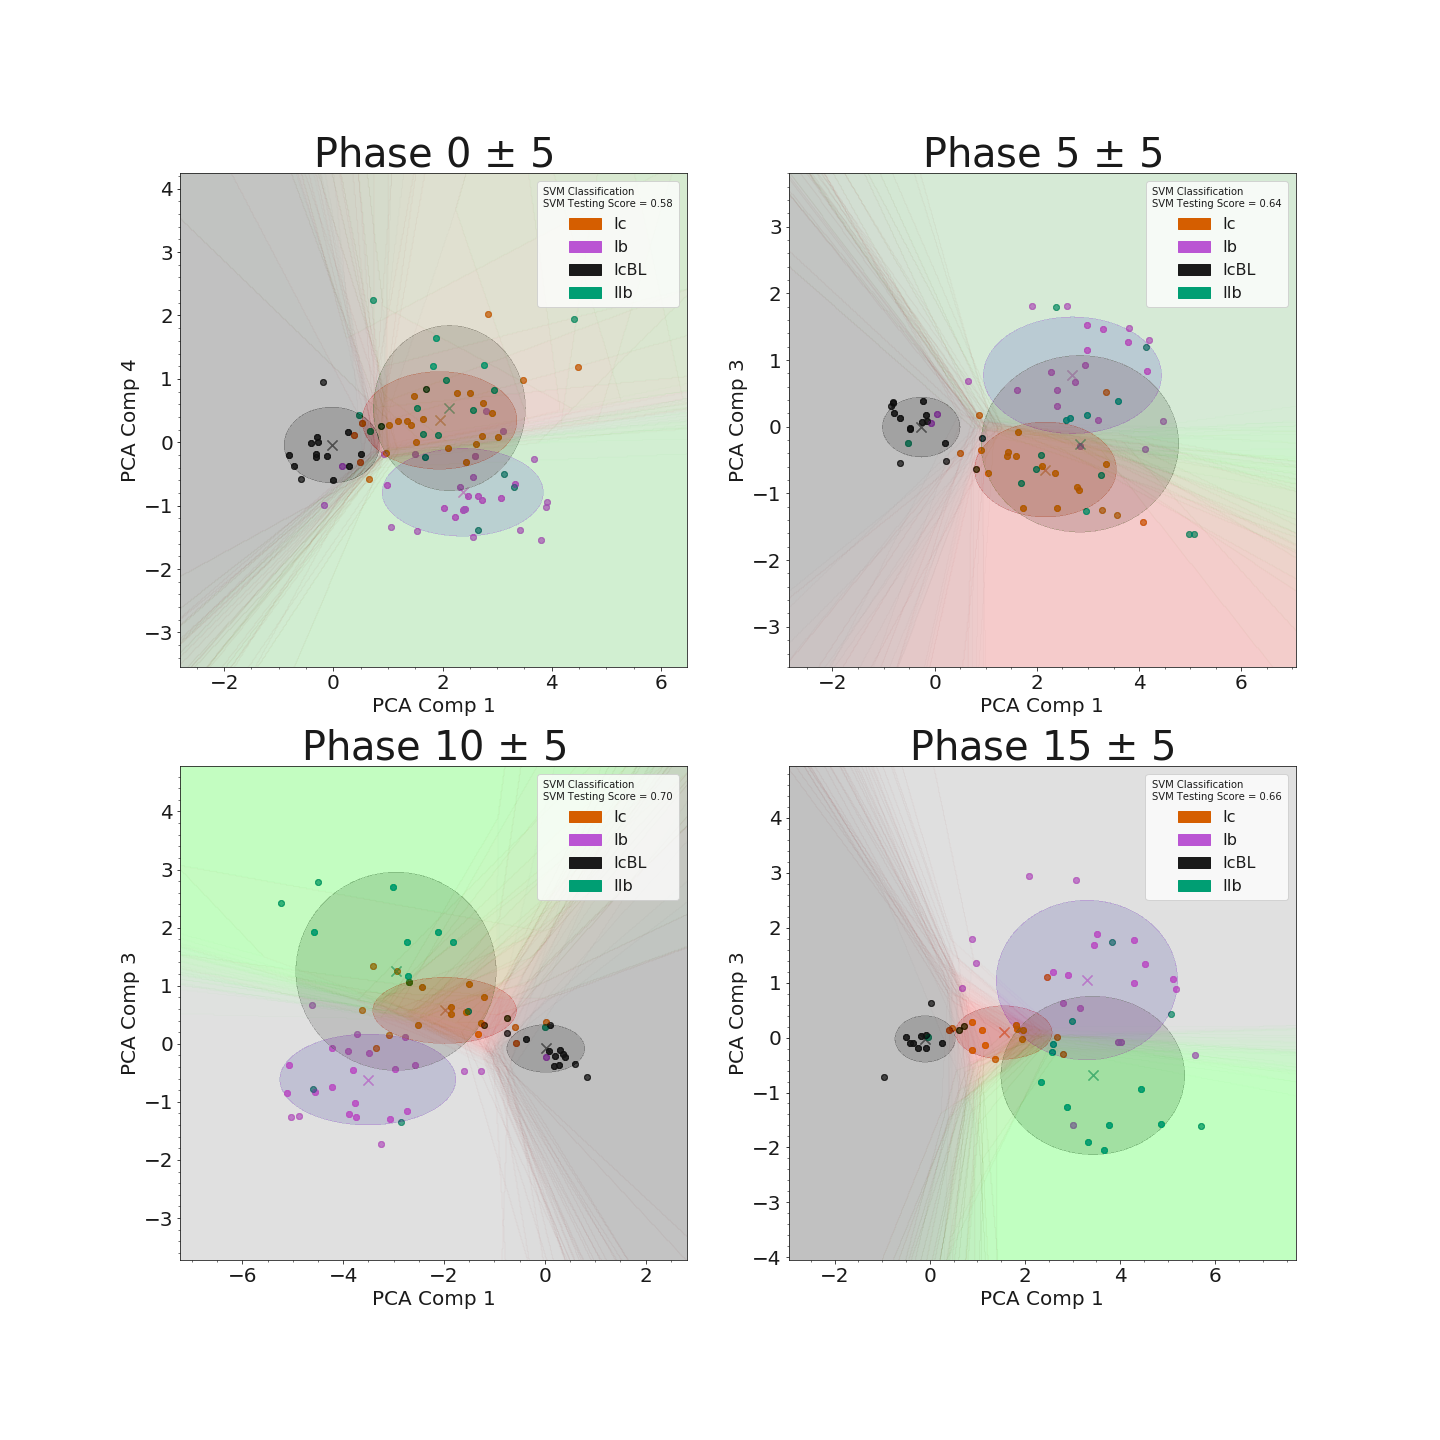 Phase 0 ± 5
SVM Classification
SVM Testing Score = 0.58
Ic
Ib
IcBL
IIb
4
3
2
1
0
−1
−2
−3
PCA Comp 4
−2 0 2 4 6
PCA Comp 1
Phase 5 ± 5
SVM Classification
SVM Testing Score = 0.64
Ic
Ib
IcBL
IIb
3
2
1
0
−1
−2
−3
PCA Comp 3
−2 0 2 4 6
PCA Comp 1
Phase 10 ± 5
SVM Classification
SVM Testing Score = 0.70
Ic
Ib
IcBL
IIb
4
3
2
1
0
−1
−2
−3
PCA Comp 3
−6 −4 −2 0 2
PCA Comp 1
Phase 15 ± 5
SVM Classification
SVM Testing Score = 0.66
Ic
Ib
IcBL
IIb
4
3
2
1
0
−1
−2
−3
−4
PCA Comp 3
−2 0 2 4 6
PCA Comp 1